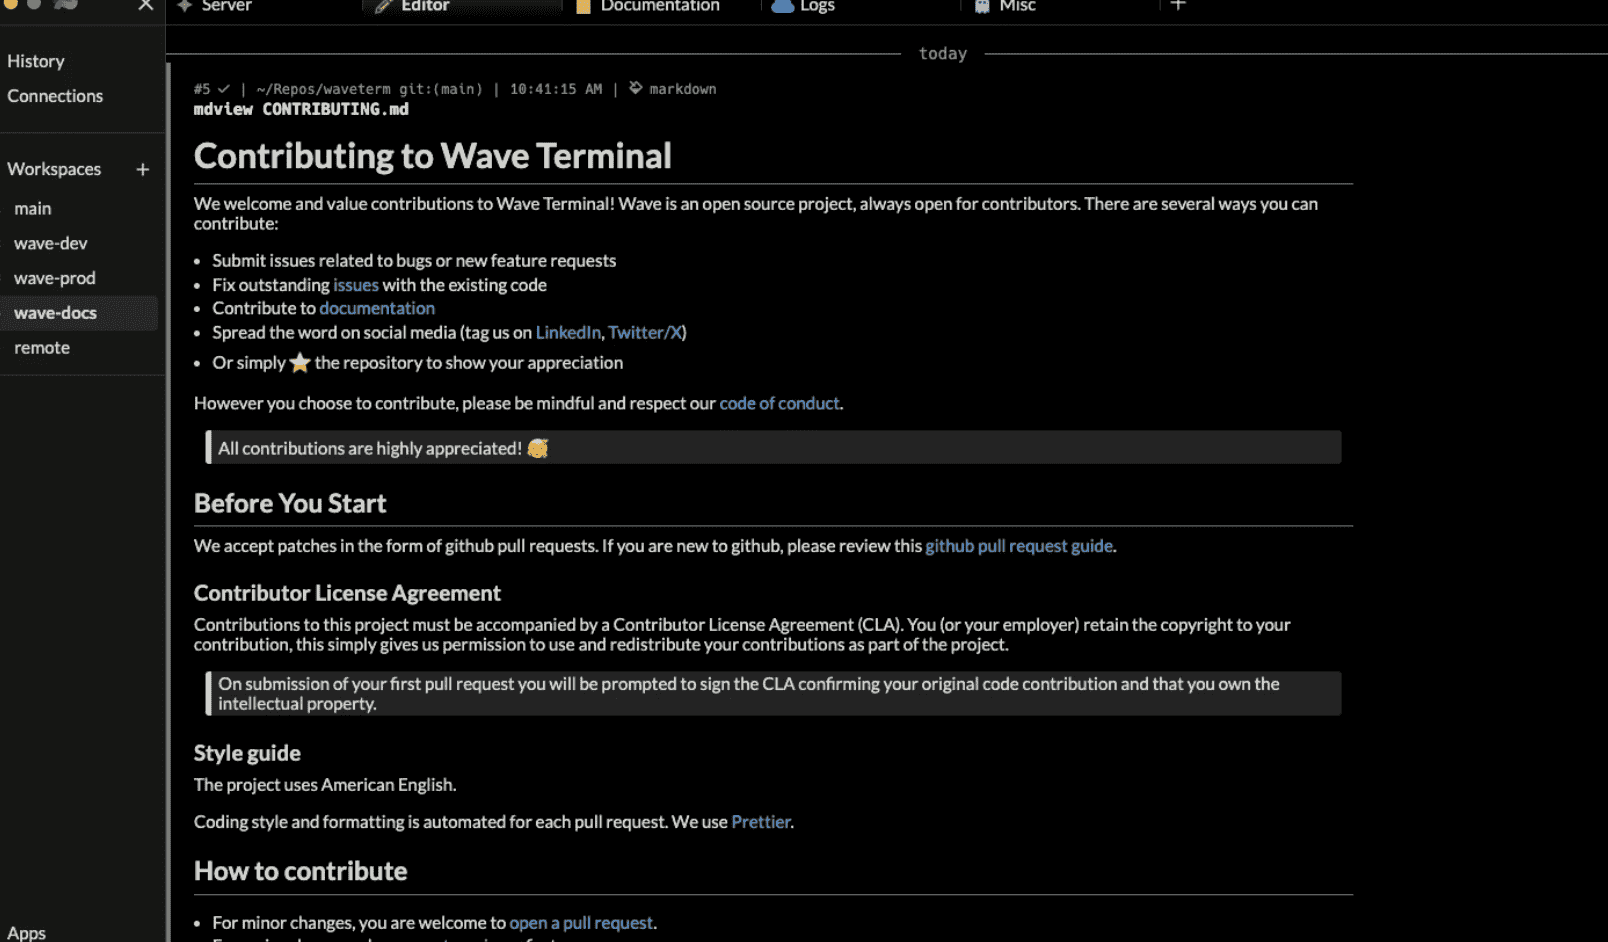 Server
Editor
Documentation
Logs
Misc
+
History
Connections
Workspaces +
main
wave-dev
wave-prod
wave-docs
remote
Apps
today
#5 ✓ | ~/Repos/waveterm git:(main) | 10:41:15 AM | markdown
mdview CONTRIBUTING.md
Contributing to Wave Terminal
We welcome and value contributions to Wave Terminal! Wave is an open source project, always open for contributors. There are several ways you can
contribute:
• Submit issues related to bugs or new feature requests
• Fix outstanding issues with the existing code
• Contribute to documentation
• Spread the word on social media (tag us on LinkedIn, Twitter/X)
• Or simply ⭐ the repository to show your appreciation
However you choose to contribute, please be mindful and respect our code of conduct.
All contributions are highly appreciated! 🥰
Before You Start
We accept patches in the form of github pull requests. If you are new to github, please review this github pull request guide.
Contributor License Agreement
Contributions to this project must be accompanied by a Contributor License Agreement (CLA). You (or your employer) retain the copyright to your
contribution, this simply gives us permission to use and redistribute your contributions as part of the project.
On submission of your first pull request you will be prompted to sign the CLA confirming your original code contribution and that you own the
intellectual property.
Style guide
The project uses American English.
Coding style and formatting is automated for each pull request. We use Prettier.
How to contribute
• For minor changes, you are welcome to open a pull request.